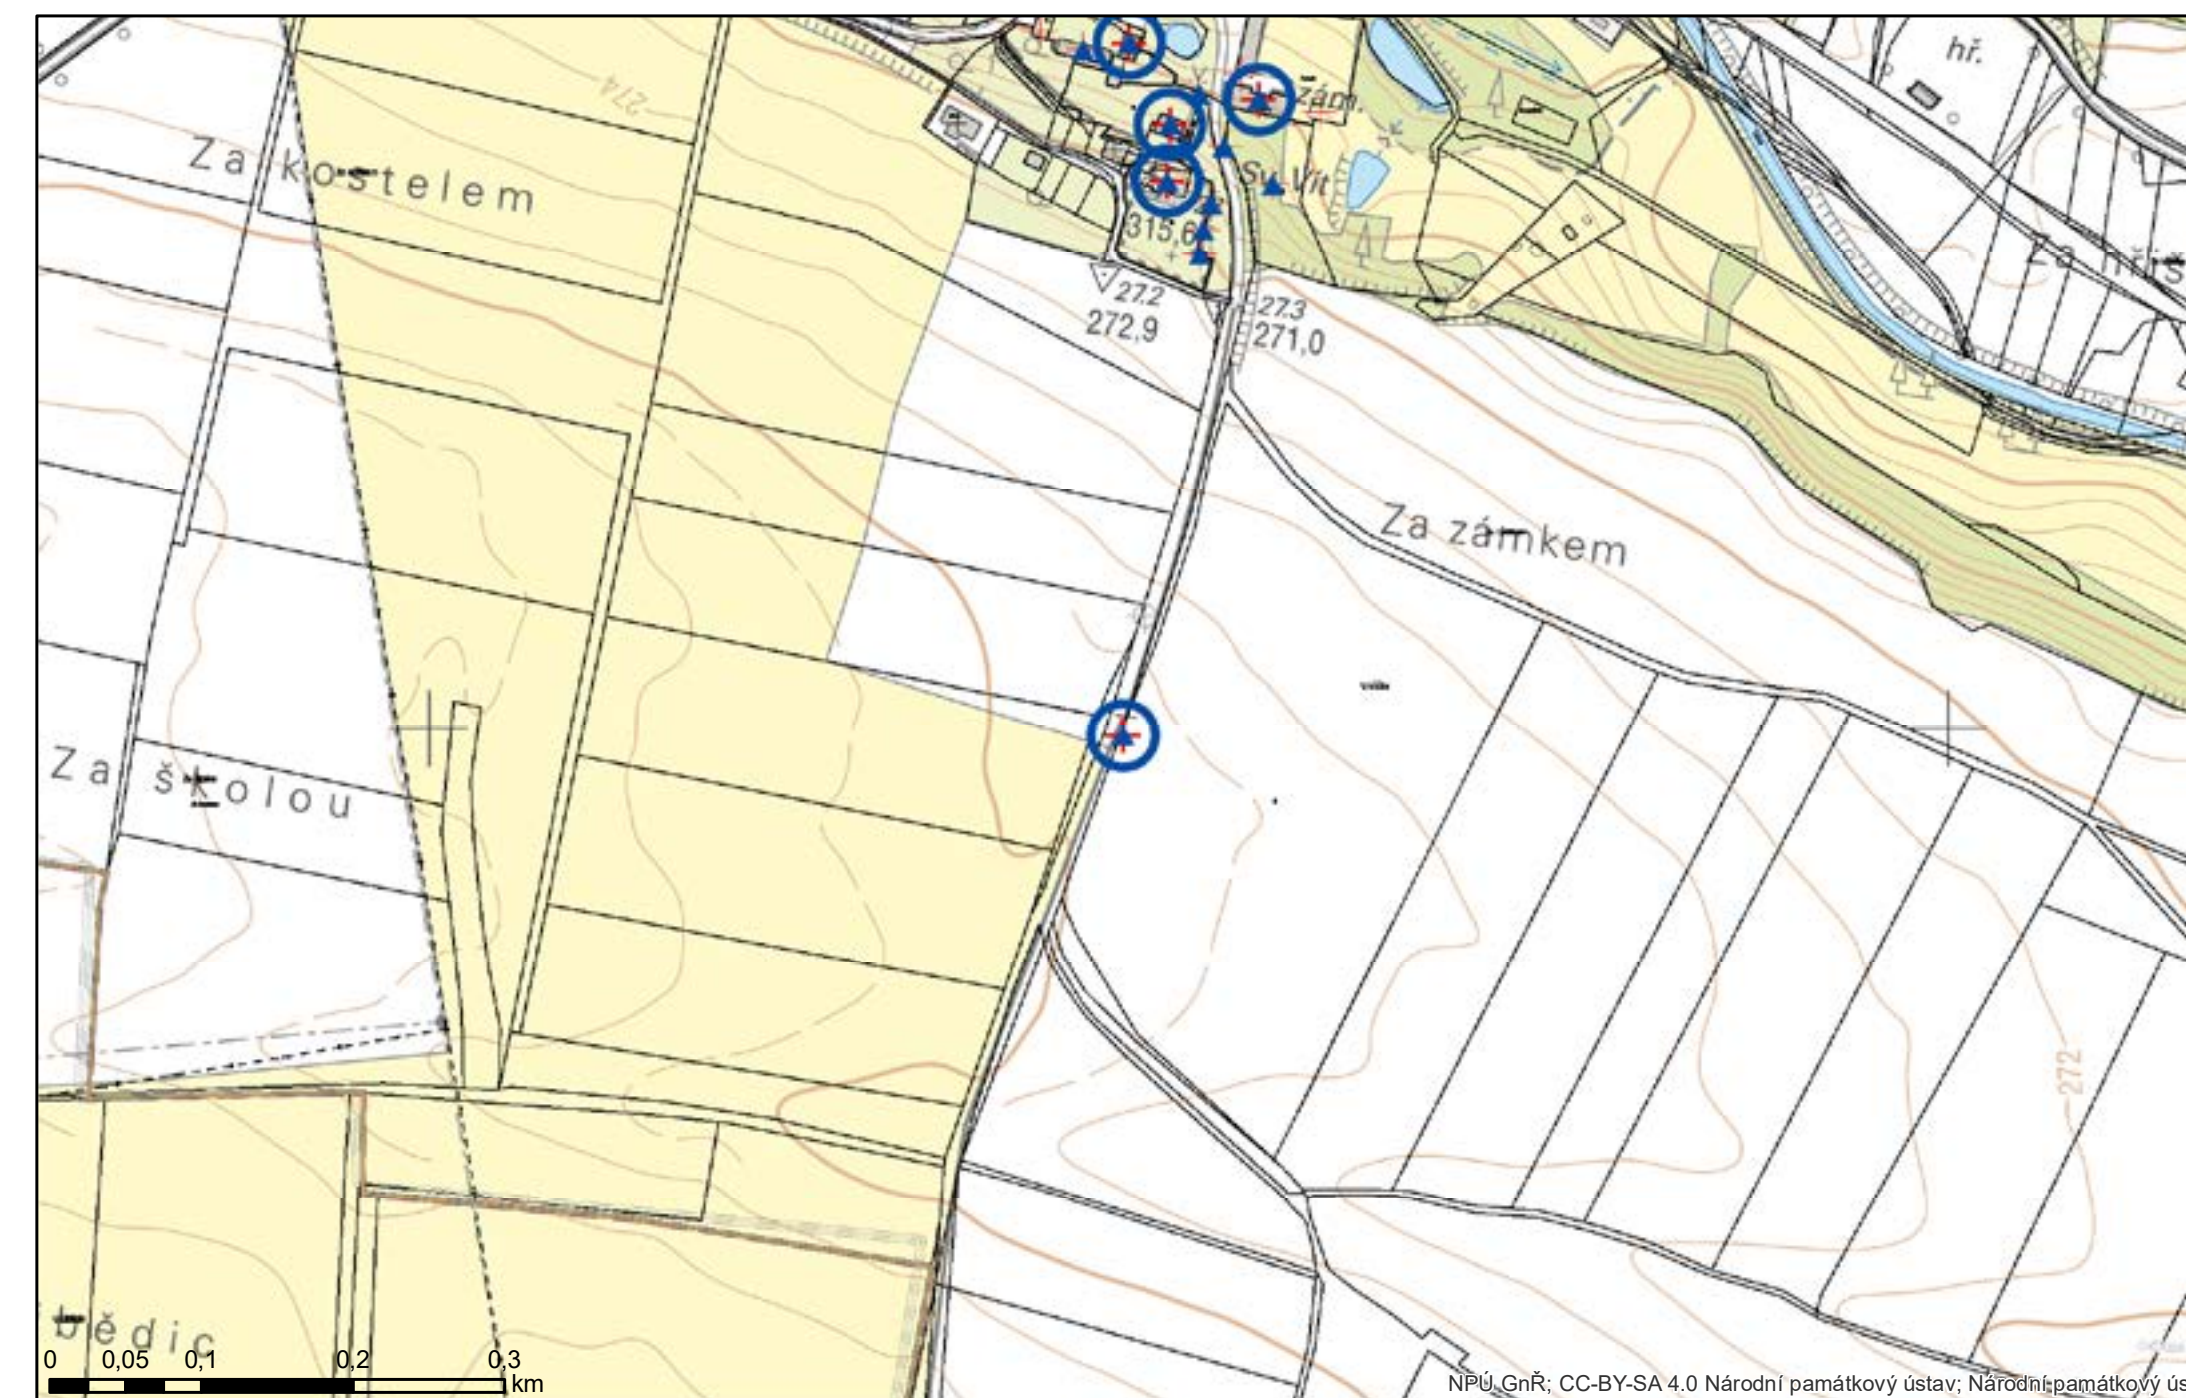 hř.
zám.
274
Za kostelem
Sv. Vít
315,6
27.2
272,9
27.3
271,0
Za zámkem
Za školou
272
bědic
0 0,05 0,1 0,2 0,3
km
NPÚ GnŘ; CC-BY-SA 4.0 Národní památkový ústav; Národní památkový ús